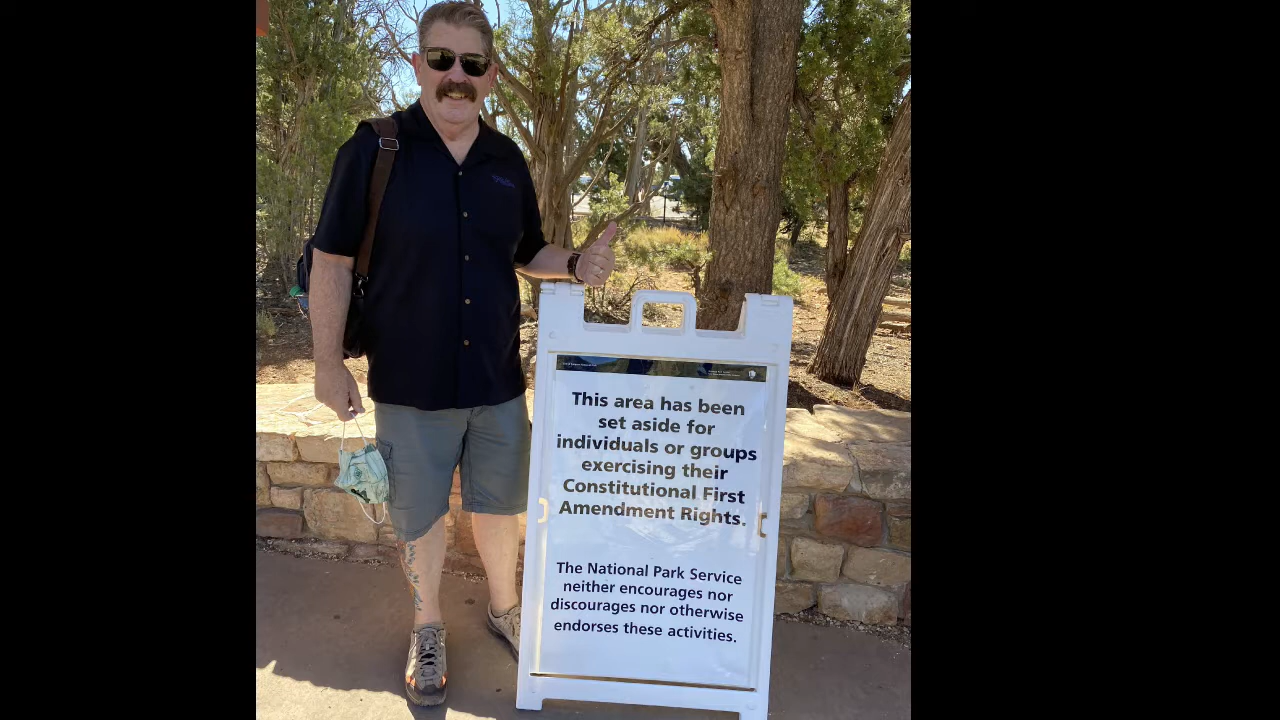 This area has been
set aside for
individuals or groups
exercising their
Constitutional First
Amendment Rights.
The National Park Service
neither encourages nor
discourages nor otherwise
endorses these activities.